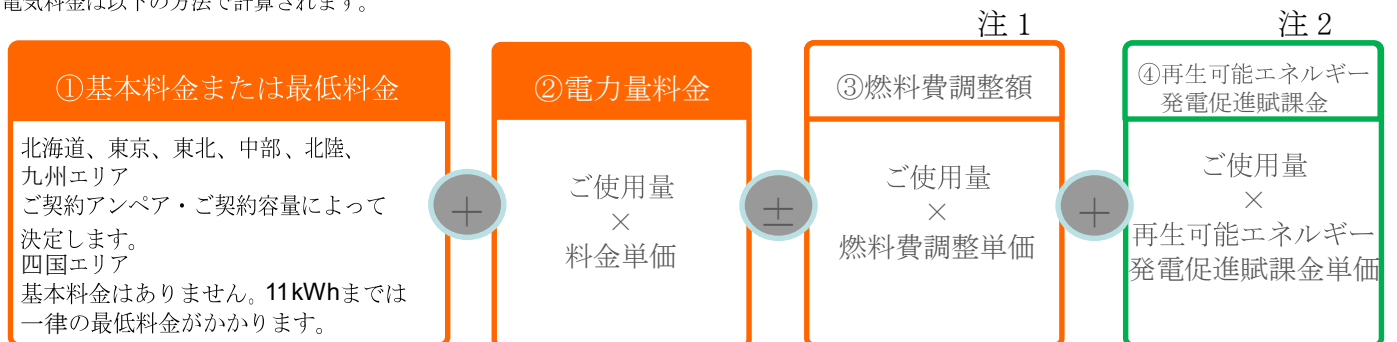 電気料金は以下の方法で計算されます。
注1
注2
①基本料金または最低料金
北海道、東京、東北、中部、北陸、
九州エリア
ご契約アンペア・ご契約容量によって
決定します。
四国エリア
基本料金はありません。11kWhまでは
一律の最低料金がかかります。
+
②電力量料金
ご使用量
×
料金単価
±
③燃料費調整額
ご使用量
×
燃料費調整単価
+
④再生可能エネルギー
発電促進賦課金
ご使用量
×
再生可能エネルギー
発電促進賦課金単価